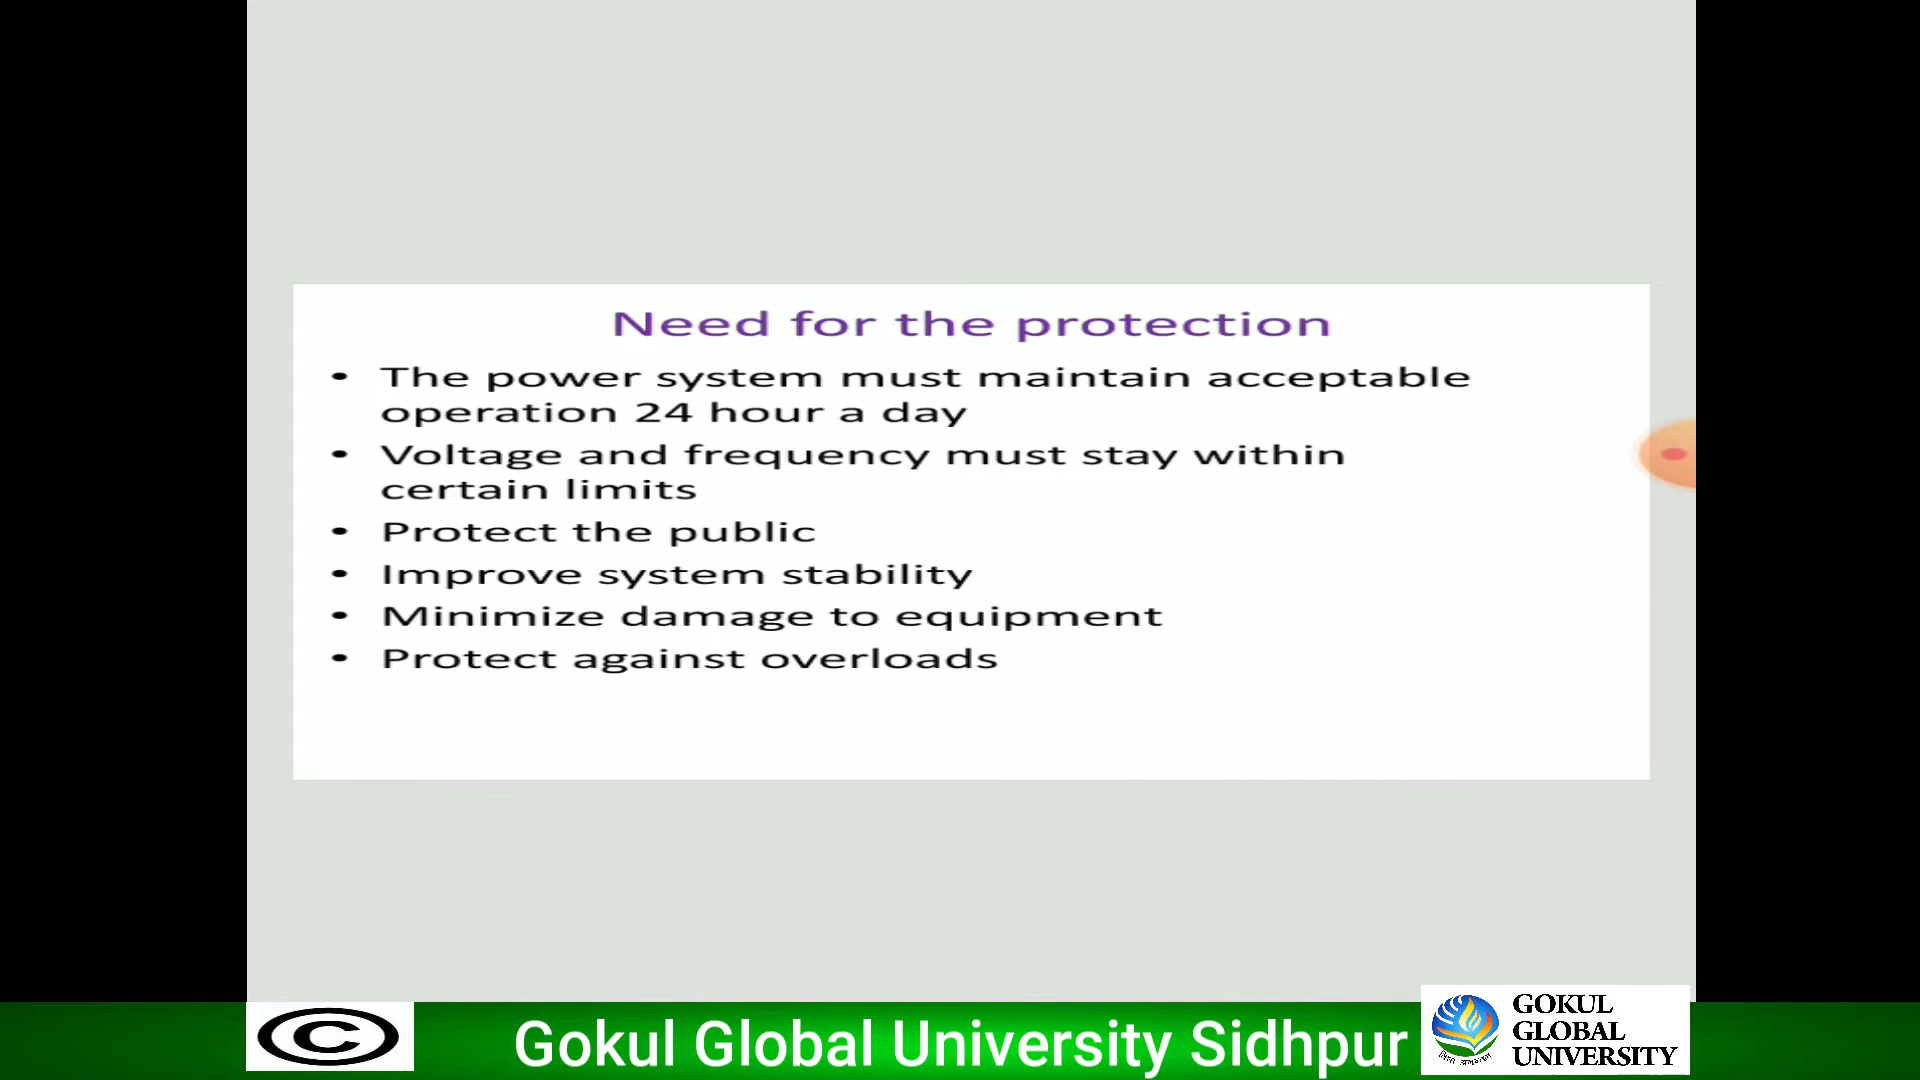 Need for the protection
• The power system must maintain acceptable
operation 24 hour a day
• Voltage and frequency must stay within
certain limits
• Protect the public
• Improve system stability
• Minimize damage to equipment
• Protect against overloads
©
Gokul Global University Sidhpur
GOKUL
GLOBAL
UNIVERSITY